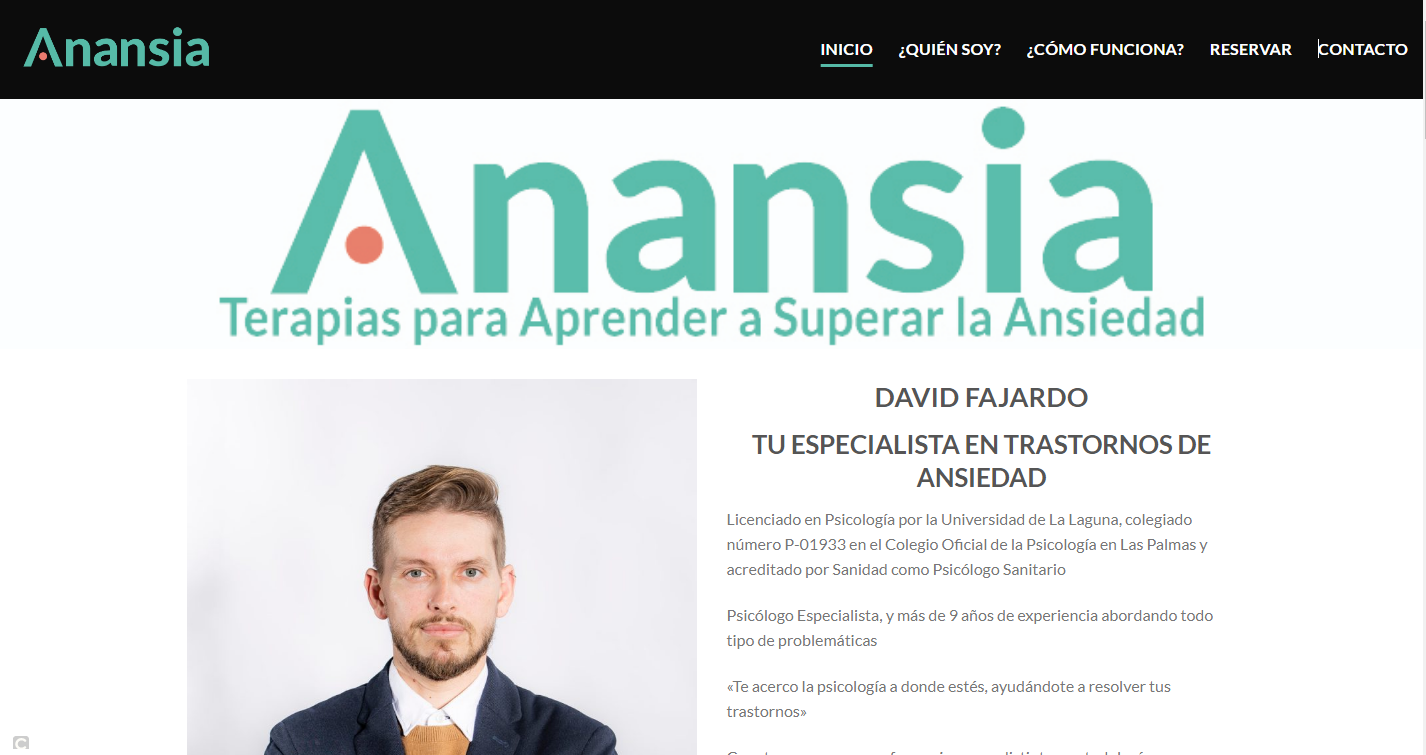 Anansia
INICIO
¿QUIÉN SOY?
¿CÓMO FUNCIONA?
RESERVAR
CONTACTO
Anansia
Terapias para Aprender a Superar la Ansiedad
DAVID FAJARDO
TU ESPECIALISTA EN TRASTORNOS DE
ANSIEDAD
Licenciado en Psicología por la Universidad de La Laguna, colegiado
número P-01933 en el Colegio Oficial de la Psicología en Las Palmas y
acreditado por Sanidad como Psicólogo Sanitario
Psicólogo Especialista, y más de 9 años de experiencia abordando todo
tipo de problemáticas
«Te acerco la psicología a donde estés, ayudándote a resolver tus
trastornos»